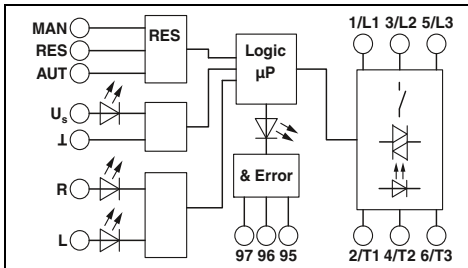 MAN
RES
AUT
RES
Us
⊥
R
L
Logic
µP
& Error
97 96 95
1/L1 3/L2 5/L3
2/T1 4/T2 6/T3